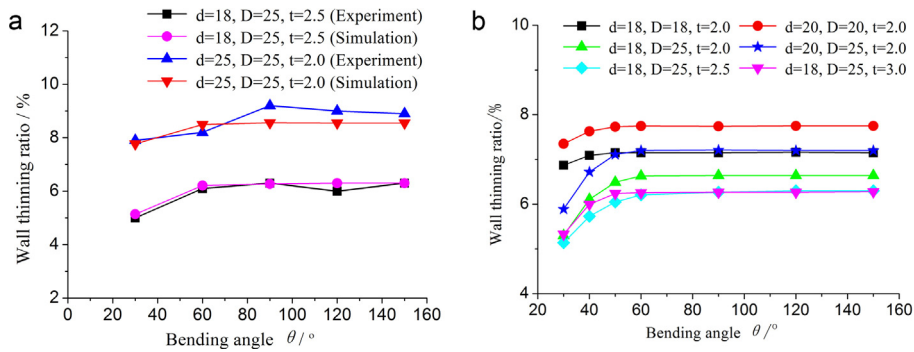 a
d=18, D=25, t=2.5 (Experiment)
d=18, D=25, t=2.5 (Simulation)
d=25, D=25, t=2.0 (Experiment)
d=25, D=25, t=2.0 (Simulation)
Wall thinning ratio / %
12
10
8
6
4
2
0 20 40 60 80 100 120 140 160
Bending angle θ / °
b
d=18, D=18, t=2.0 d=20, D=20, t=2.0
d=18, D=25, t=2.0 d=20, D=25, t=2.0
d=18, D=25, t=2.5 d=18, D=25, t=3.0
Wall thinning ratio/%
10
8
6
4
20 40 60 80 100 120 140 160
Bending angle θ/°